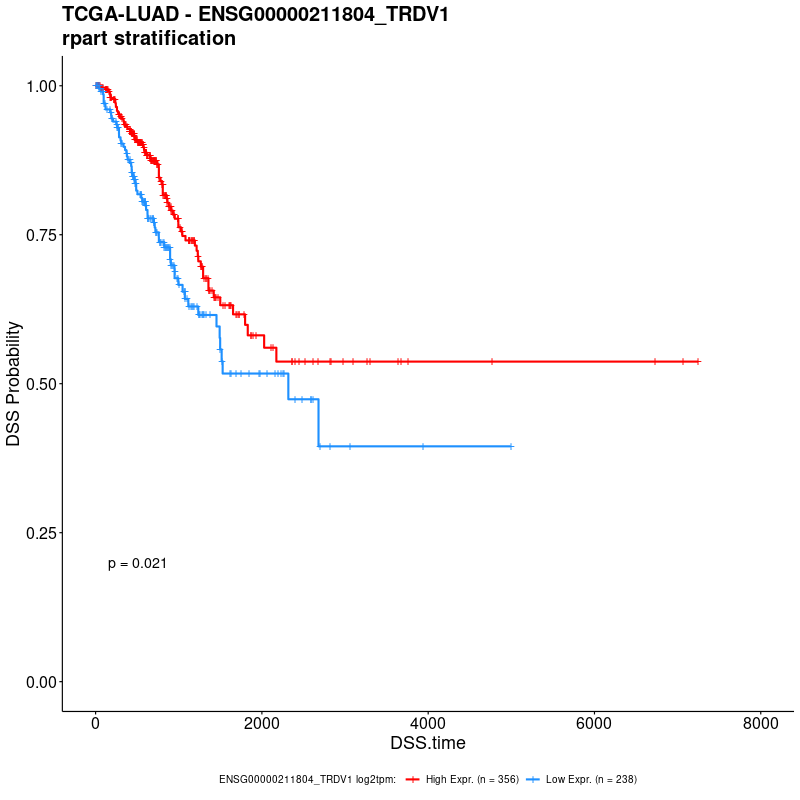 TCGA-LUAD - ENSG00000211804_TRDV1
rpart stratification
1.00
0.75
0.50
0.25
0.00
DSS Probability
p = 0.021
0 2000 4000 6000 8000
DSS.time
ENSG00000211804_TRDV1 log2tpm: High Expr. (n = 356) Low Expr. (n = 238)